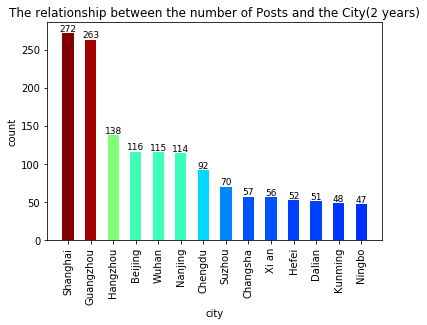 The relationship between the number of Posts and the City(2 years)
count
250
200
150
100
50
0
272
263
138
116
115
114
92
70
57
56
52
51
48
47
Shanghai
Guangzhou
Hangzhou
Beijing
Wuhan
Nanjing
Chengdu
Suzhou
Changsha
Xi an
Hefei
Dalian
Kunming
Ningbo
city